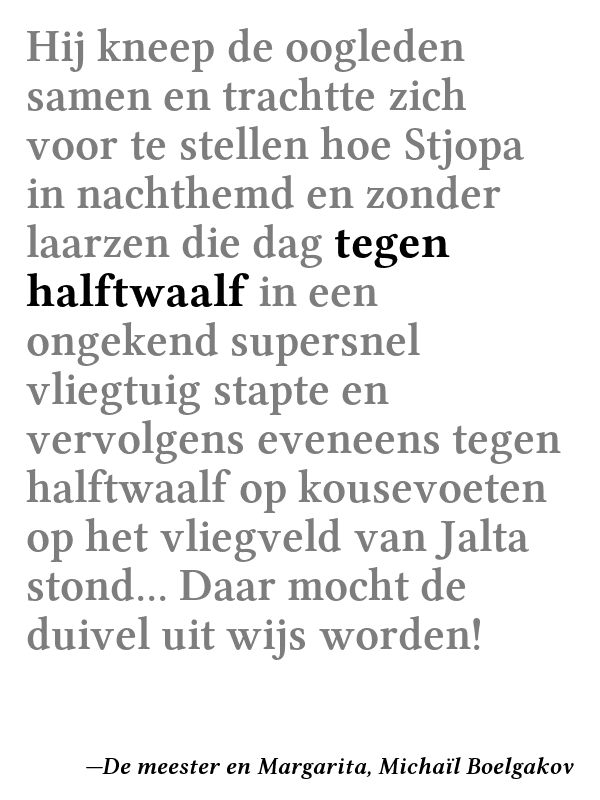 Hij kneep de oogleden
samen en trachtte zich
voor te stellen hoe Stjopa
in nachthemd en zonder
laarzen die dag tegen
halftwaalf in een
ongekend supersnel
vliegtuig stapte en
vervolgens eveneens tegen
halftwaalf op kousevoeten
op het vliegveld van Jalta
stond... Daar mocht de
duivel uit wijs worden!
—De meester en Margarita, Michaïl Boelgakov